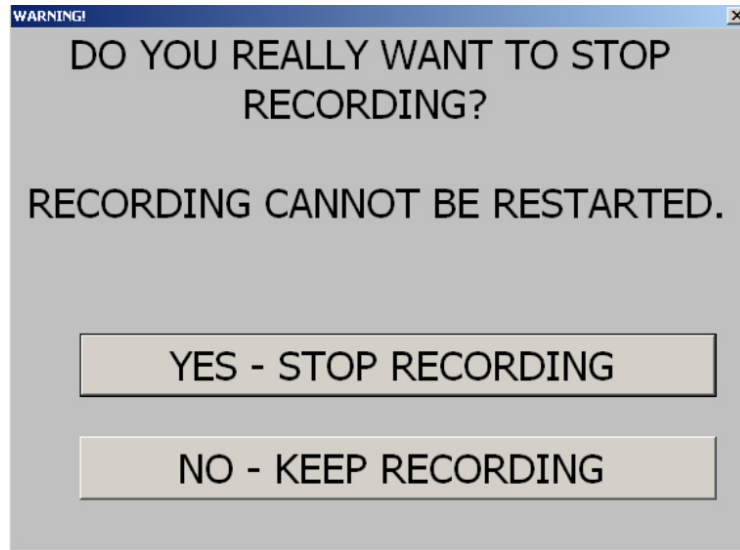 WARNING!
DO YOU REALLY WANT TO STOP
RECORDING?
RECORDING CANNOT BE RESTARTED.
YES - STOP RECORDING
NO - KEEP RECORDING